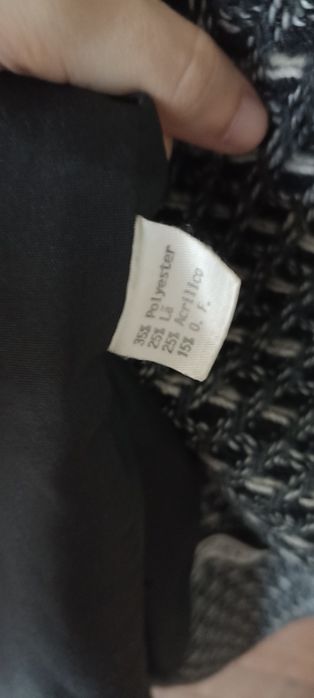 35% Polyester
25% Lã
25% Acrilico
15% O. F.